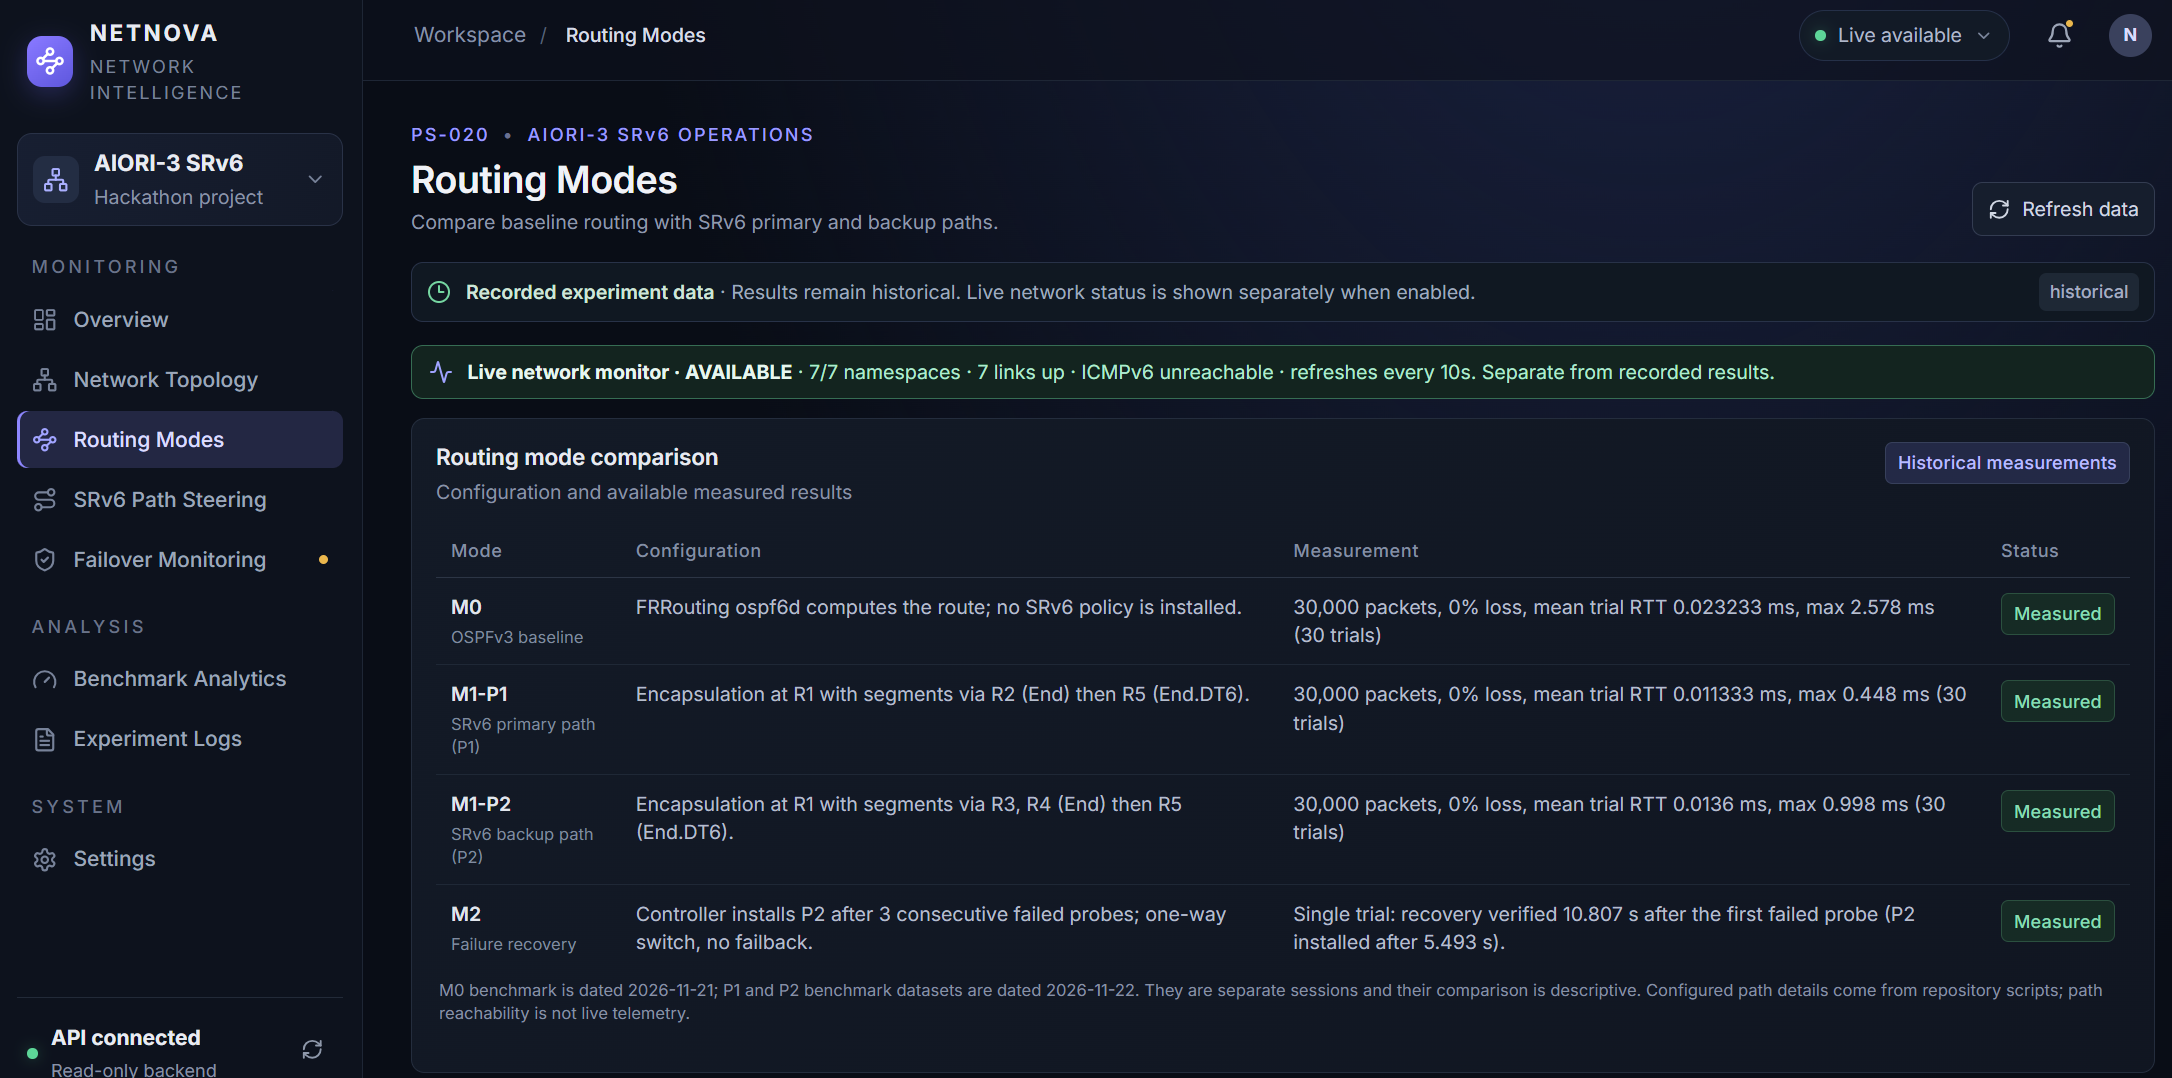 NETNOVA
NETWORK
INTELLIGENCE
AIORI-3 SRv6
Hackathon project
MONITORING
Overview
Network Topology
Routing Modes
SRv6 Path Steering
Failover Monitoring
ANALYSIS
Benchmark Analytics
Experiment Logs
SYSTEM
Settings
API connected
Read-only backend
Workspace / Routing Modes
Live available
N
PS-020 • AIORI-3 SRv6 OPERATIONS
Routing Modes
Compare baseline routing with SRv6 primary and backup paths.
Refresh data
Recorded experiment data · Results remain historical. Live network status is shown separately when enabled.
historical
Live network monitor · AVAILABLE · 7/7 namespaces · 7 links up · ICMPv6 unreachable · refreshes every 10s. Separate from recorded results.
Routing mode comparison
Configuration and available measured results
Historical measurements
Mode Configuration Measurement Status
M0
OSPFv3 baseline
FRRouting ospf6d computes the route; no SRv6 policy is installed.
30,000 packets, 0% loss, mean trial RTT 0.023233 ms, max 2.578 ms
(30 trials)
Measured
M1-P1
SRv6 primary path
(P1)
Encapsulation at R1 with segments via R2 (End) then R5 (End.DT6).
30,000 packets, 0% loss, mean trial RTT 0.011333 ms, max 0.448 ms (30
trials)
Measured
M1-P2
SRv6 backup path
(P2)
Encapsulation at R1 with segments via R3, R4 (End) then R5
(End.DT6).
30,000 packets, 0% loss, mean trial RTT 0.0136 ms, max 0.998 ms (30
trials)
Measured
M2
Failure recovery
Controller installs P2 after 3 consecutive failed probes; one-way
switch, no failback.
Single trial: recovery verified 10.807 s after the first failed probe (P2
installed after 5.493 s).
Measured
M0 benchmark is dated 2026-11-21; P1 and P2 benchmark datasets are dated 2026-11-22. They are separate sessions and their comparison is descriptive. Configured path details come from repository scripts; path
reachability is not live telemetry.